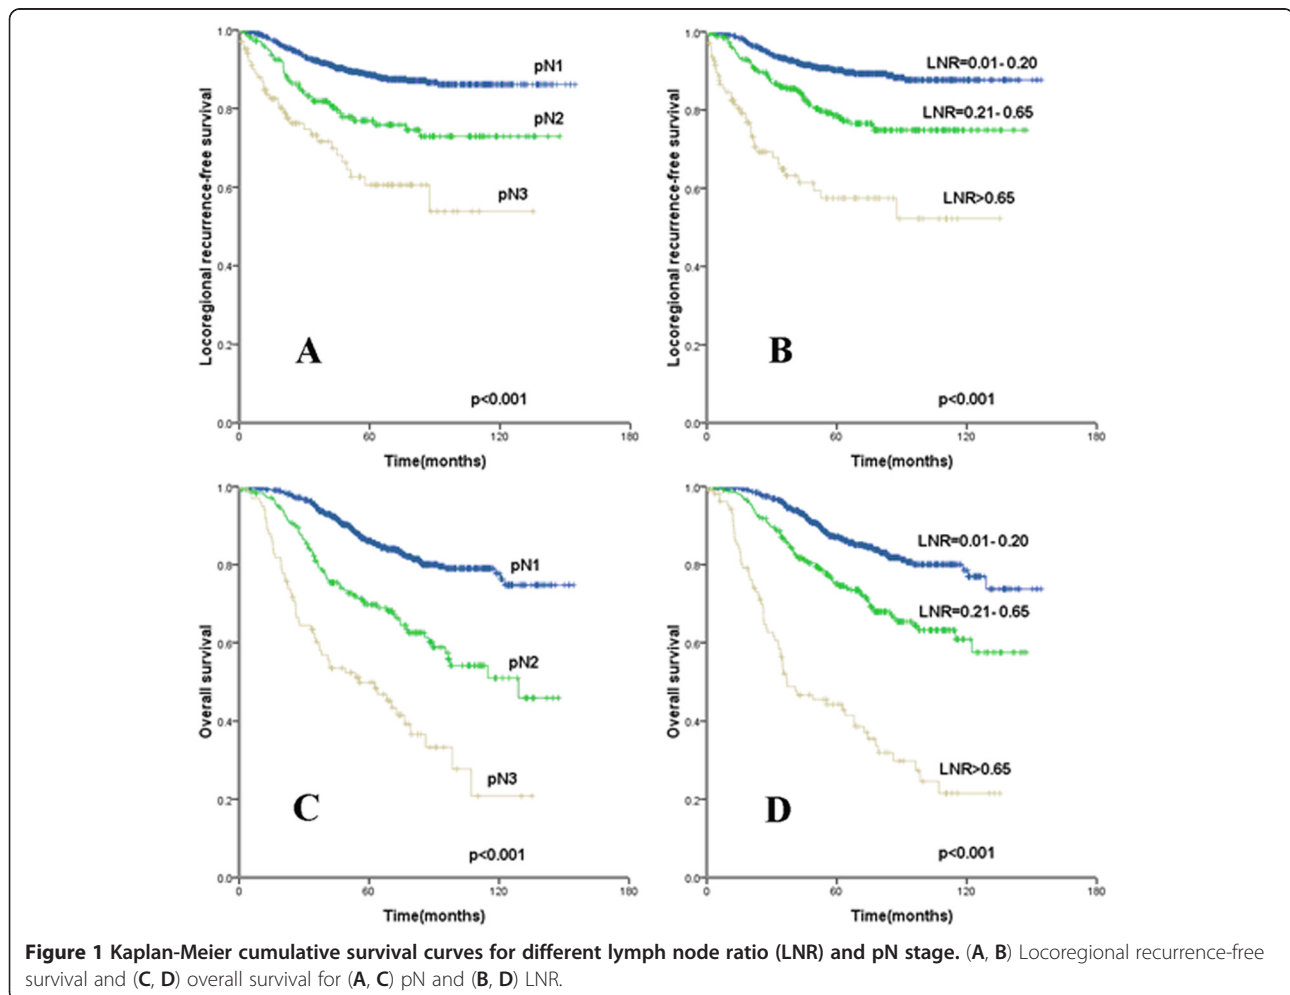 1.0
0.8
0.6
0.4
0.2
0.0
Locoregional recurrence-free survival
pN1
pN2
pN3
A
p<0.001
0 60 120 180
Time(months)
1.0
0.8
0.6
0.4
0.2
0.0
Locoregional recurrence-free survival
LNR=0.01-0.20
LNR=0.21-0.65
LNR>0.65
B
p<0.001
0 60 120 180
Time(months)
1.0
0.8
0.6
0.4
0.2
0.0
Overall survival
pN1
pN2
pN3
C
p<0.001
0 60 120 180
Time(months)
1.0
0.8
0.6
0.4
0.2
0.0
Overall survival
LNR=0.01-0.20
LNR=0.21-0.65
LNR>0.65
D
p<0.001
0 60 120 180
Time(months)
Figure 1 Kaplan-Meier cumulative survival curves for different lymph node ratio (LNR) and pN stage. (A, B) Locoregional recurrence-free
survival and (C, D) overall survival for (A, C) pN and (B, D) LNR.